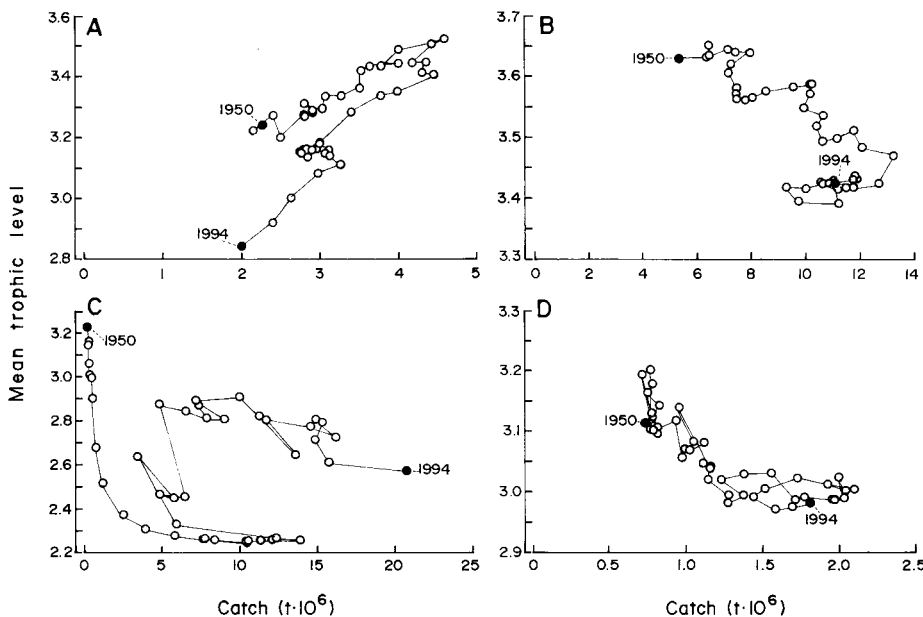 A
Mean trophic level
3.6
3.4
3.2
3.0
2.8
1950
1994
0 1 2 3 4 5
B
3.7
3.6
3.5
3.4
3.3
1950
1994
0 2 4 6 8 10 12 14
C
Mean trophic level
3.2
3.0
2.8
2.6
2.4
2.2
1950
1994
0 5 10 15 20 25
Catch (t·10⁶)
D
3.3
3.2
3.1
3.0
2.9
1950
1994
0 0.5 1.0 1.5 2.0 2.5
Catch (t·10⁶)